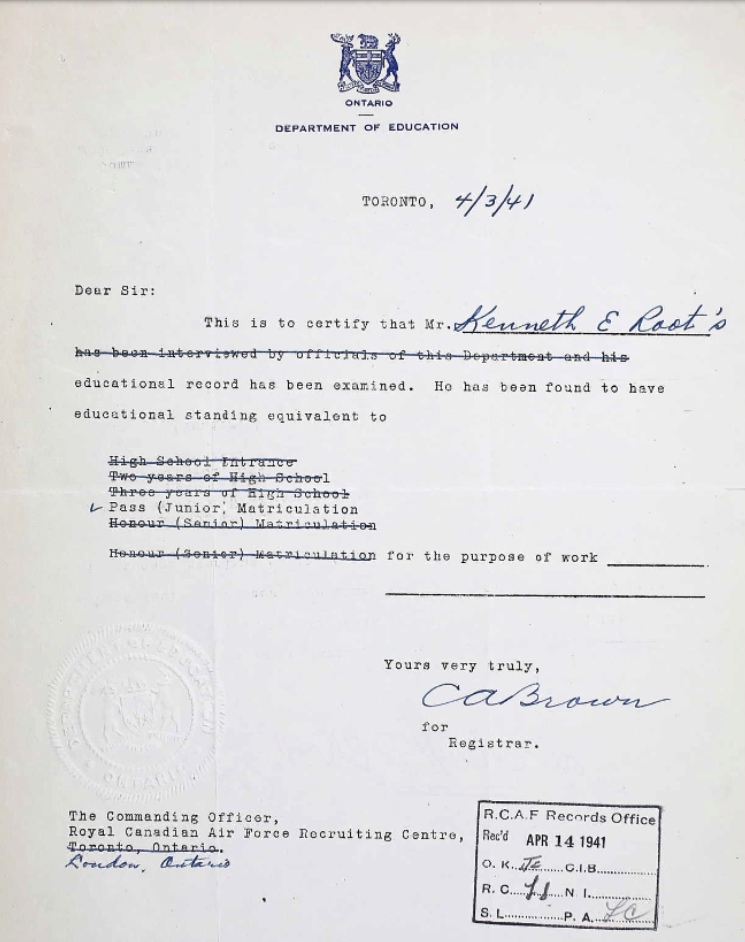 ONTARIO
DEPARTMENT OF EDUCATION
TORONTO, 4/3/41
Dear Sir:
This is to certify that Mr. Kenneth E Root's
has been interviewed by officials of this Department and his
educational record has been examined. He has been found to have
educational standing equivalent to
High School Entrance
Two years of High School
Three years of High School
Pass (Junior) Matriculation
Honour (Senior) Matriculation
Honour (Senior) Matriculation for the purpose of work
Yours very truly,
CABrown
for
Registrar.
DEPARTMENT OF EDUCATION
ONTARIO
The Commanding Officer,
Royal Canadian Air Force Recruiting Centre,
Toronto, Ontario.
London, Ontario
R.C.A.F Records Office
Rec'd APR 14 1941
O. K. C.I.B.
R. C. N I.
S. L. P. A.